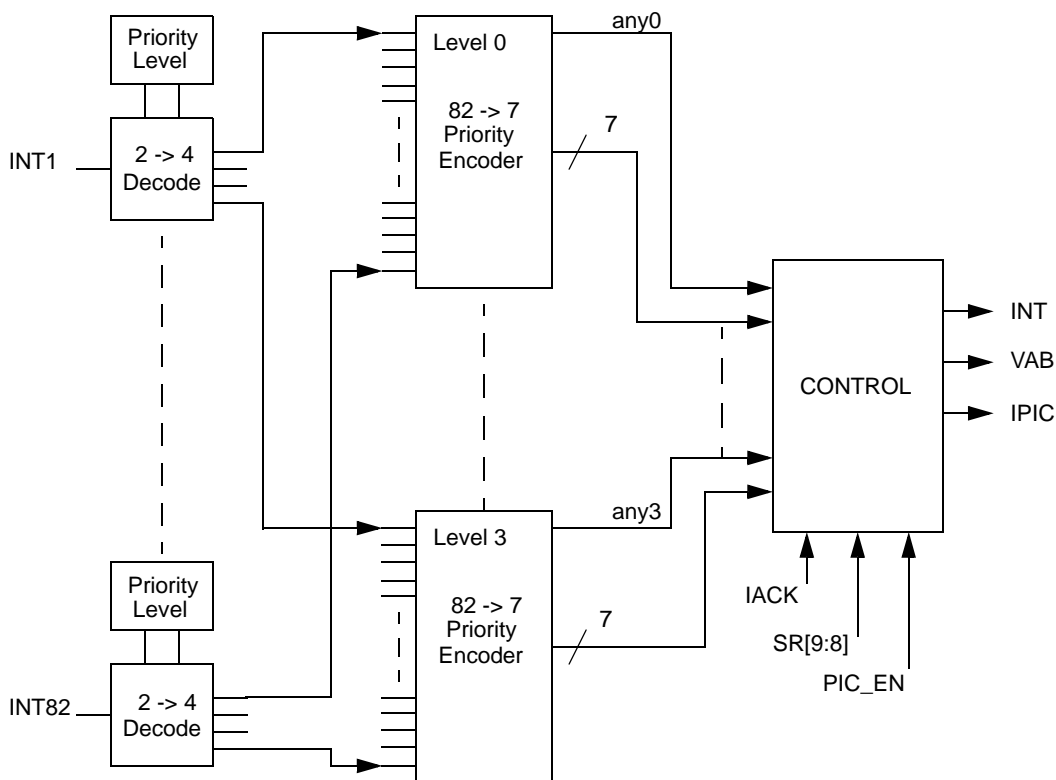 Priority
Level
INT1
2 -> 4
Decode
Level 0
82 -> 7
Priority
Encoder
any0
7
CONTROL
INT
VAB
IPIC
IACK
SR[9:8]
PIC_EN
Priority
Level
INT82
2 -> 4
Decode
Level 3
82 -> 7
Priority
Encoder
any3
7